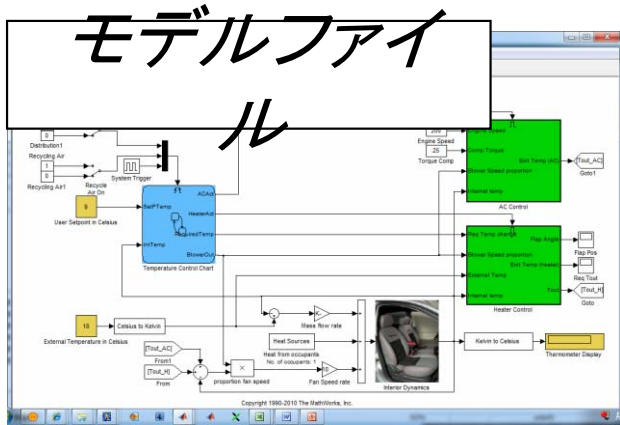 モデルファイ
ル
Distribution1
Recycling Air
Recycling Air1
Recycle
Air On
System Trigger
User Setpoint in Celsius
SetPTemp
IntTemp
ACAct
HeaterAct
RequiredTemp
BlowerOut
Temperature Control Chart
Engine Speed
25
Torque Comp
Engine Speed
Comp Torque
Blower Speed proportion
Internal temp
Exit Temp (AC)
[Tout_AC]
Goto1
AC Control
Req Temp change
Blower Speed proportion
External Temp
Internal temp
Flap Angle
Exit Temp (heater)
Tout
Flap Pos
Req Tout
[Tout_H]
Goto
Heater Control
18
External Temperature in Celsius
Celsius to Kelvin
Mass flow rate
Heat Sources
Heat from occupants
No. of occupants: 1
[Tout_AC]
From1
[Tout_H]
From
proportion fan speed
10
Fan Speed rate
Interior Dynamics
Kelvin to Celsius
Thermometer Display
Copyright 1990-2010 The MathWorks, Inc.